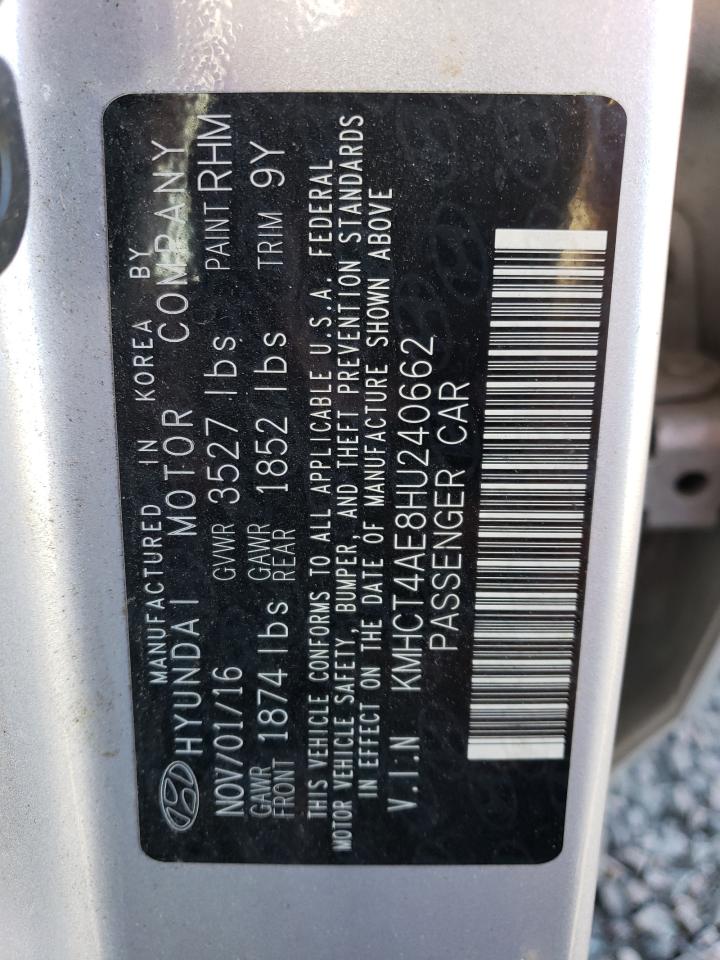 MANUFACTURED IN KOREA BY
HYUNDAI MOTOR COMPANY
NOV/01/16 GVWR 3527 lbs PAINT RHM
GAWR FRONT 1874 lbs GAWR REAR 1852 lbs TRIM 9Y
THIS VEHICLE CONFORMS TO ALL APPLICABLE U.S.A. FEDERAL
MOTOR VEHICLE SAFETY, BUMPER, AND THEFT PREVENTION STANDARDS
IN EFFECT ON THE DATE OF MANUFACTURE SHOWN ABOVE
V.I.N KMHCT4AE8HU240662
PASSENGER CAR